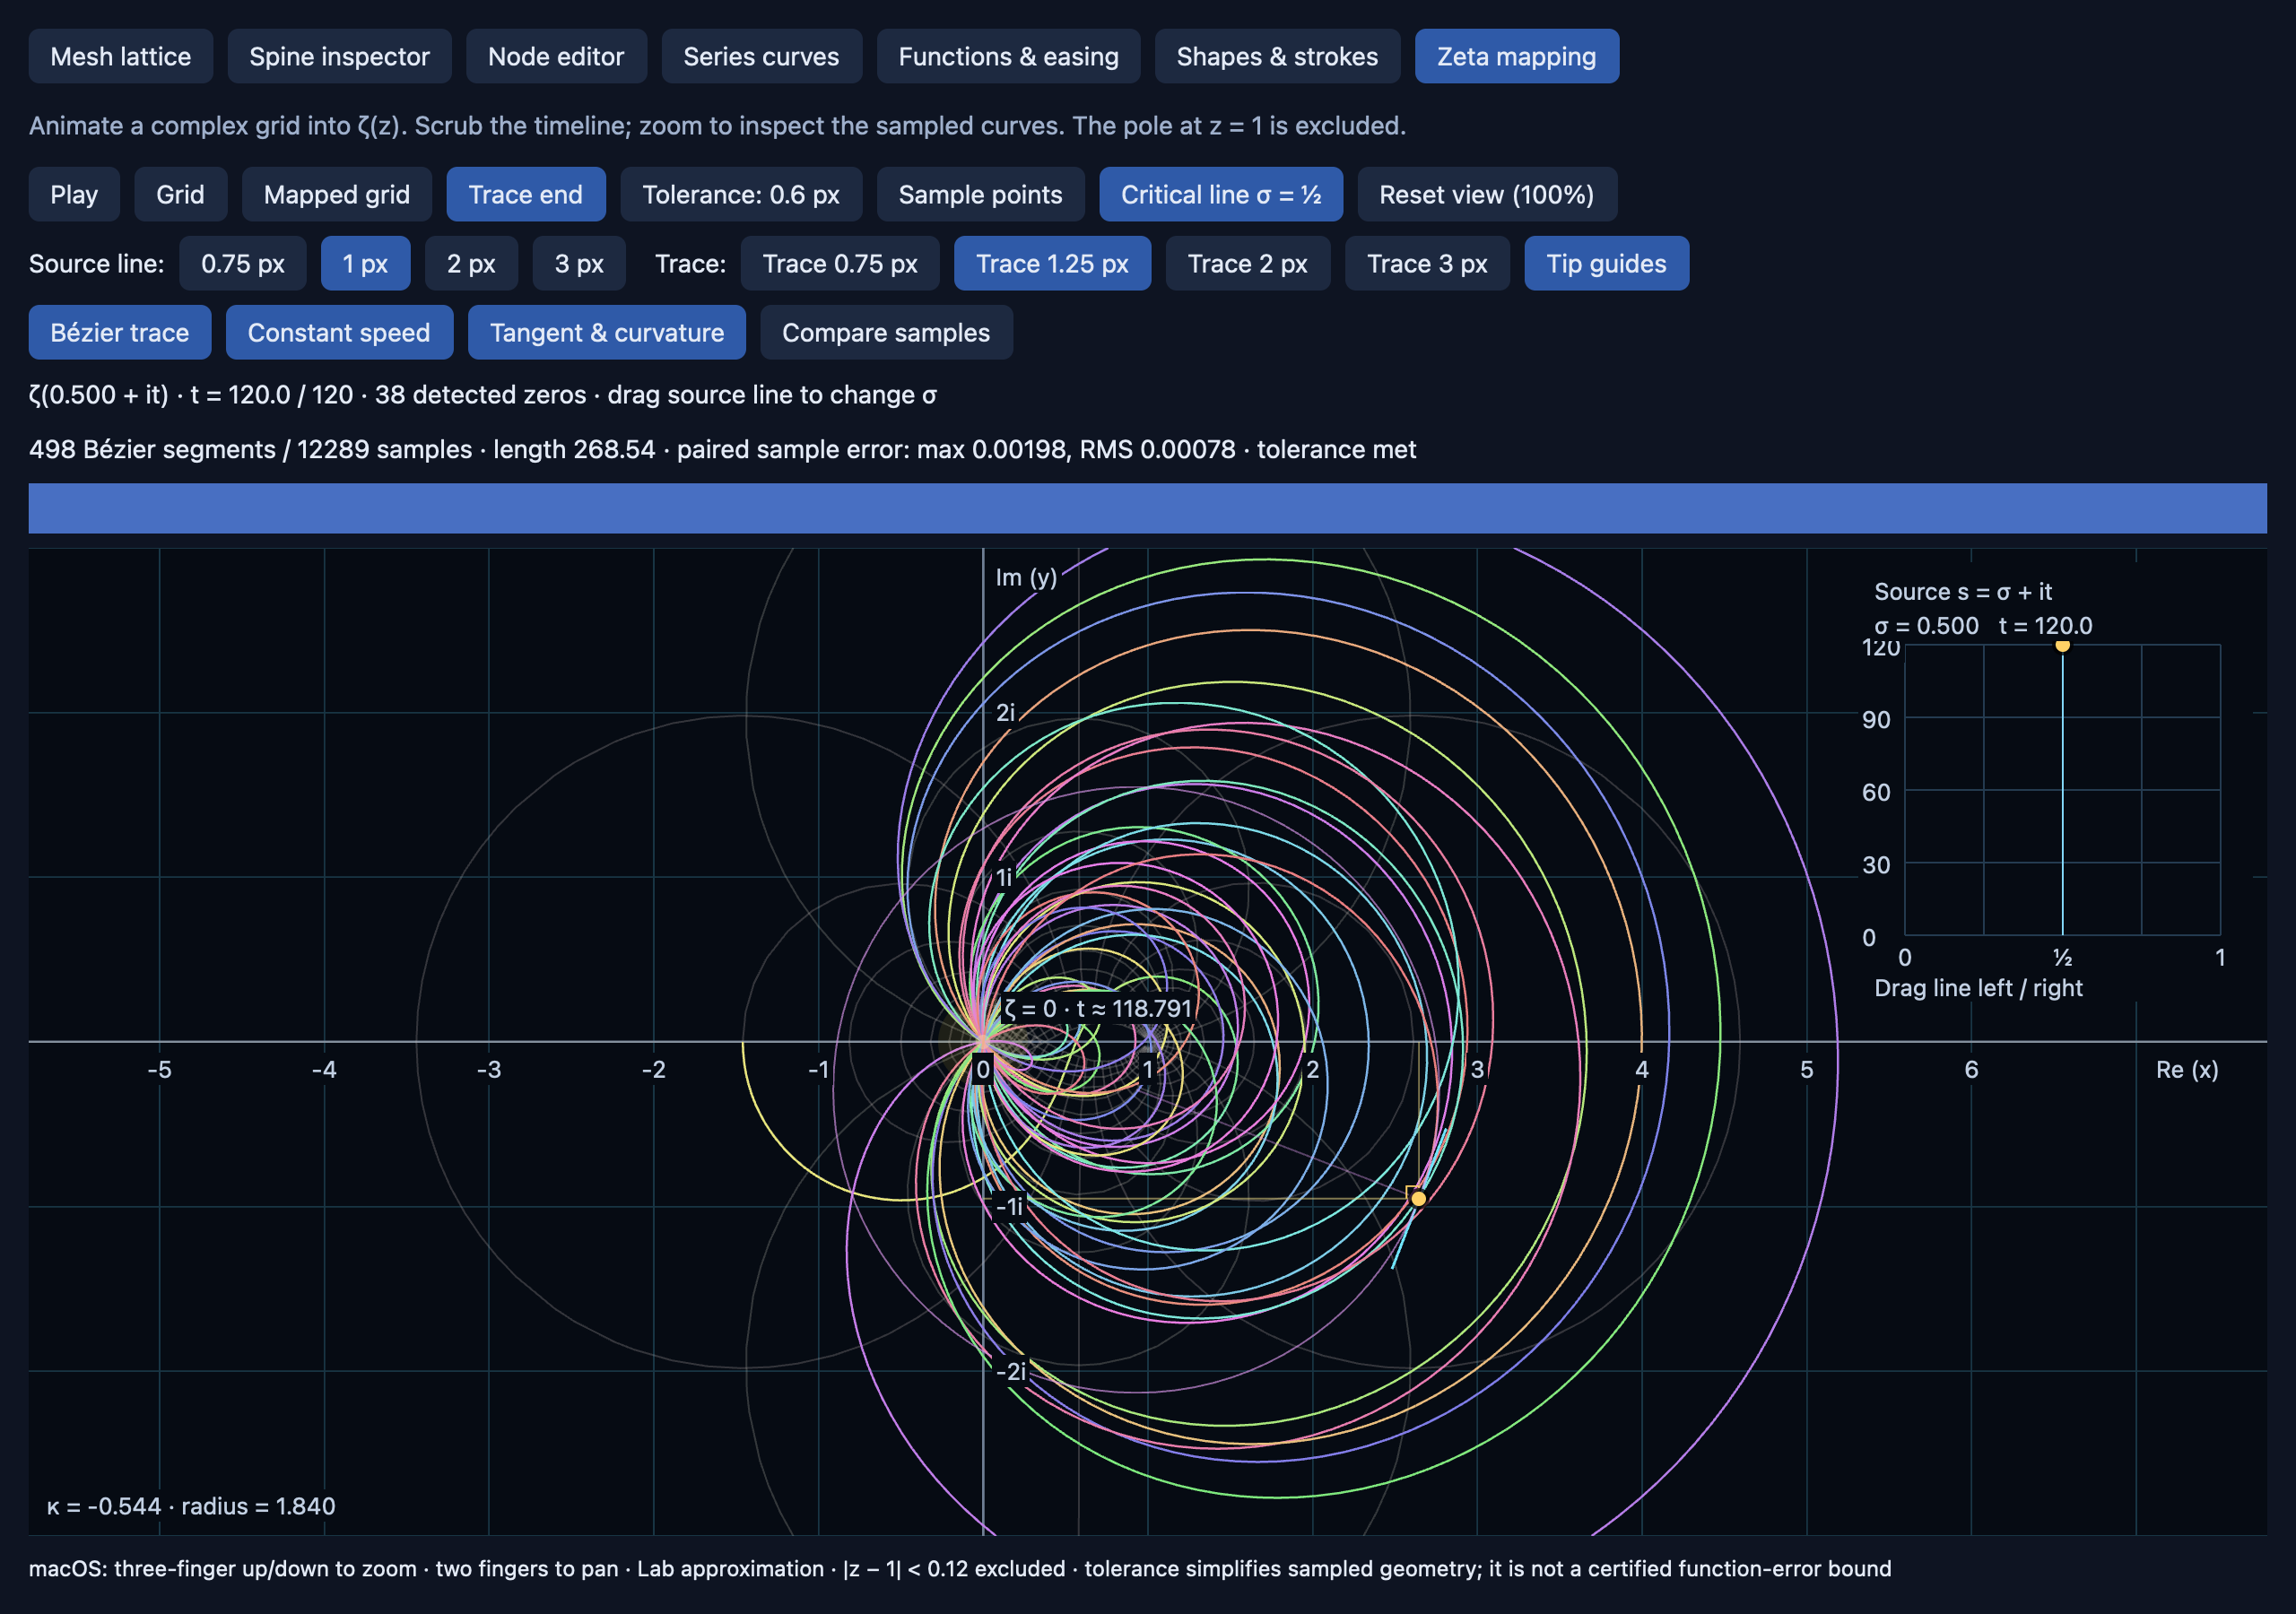 Mesh lattice Spine inspector Node editor Series curves Functions & easing Shapes & strokes Zeta mapping
Animate a complex grid into ζ(z). Scrub the timeline; zoom to inspect the sampled curves. The pole at z = 1 is excluded.
Play Grid Mapped grid Trace end Tolerance: 0.6 px Sample points Critical line σ = ½ Reset view (100%)
Source line: 0.75 px 1 px 2 px 3 px Trace: Trace 0.75 px Trace 1.25 px Trace 2 px Trace 3 px Tip guides
Bézier trace Constant speed Tangent & curvature Compare samples
ζ(0.500 + it) · t = 120.0 / 120 · 38 detected zeros · drag source line to change σ
498 Bézier segments / 12289 samples · length 268.54 · paired sample error: max 0.00198, RMS 0.00078 · tolerance met
Im (y)
2i
1i
ζ = 0 · t ≈ 118.791
-5 -4 -3 -2 -1 0 1 2 3 4 5 6 Re (x)
-1i
-2i
Source s = σ + it
σ = 0.500 t = 120.0
120
90
60
30
0
0 ½ 1
Drag line left / right
κ = -0.544 · radius = 1.840
macOS: three-finger up/down to zoom · two fingers to pan · Lab approximation · |z − 1| < 0.12 excluded · tolerance simplifies sampled geometry; it is not a certified function-error bound